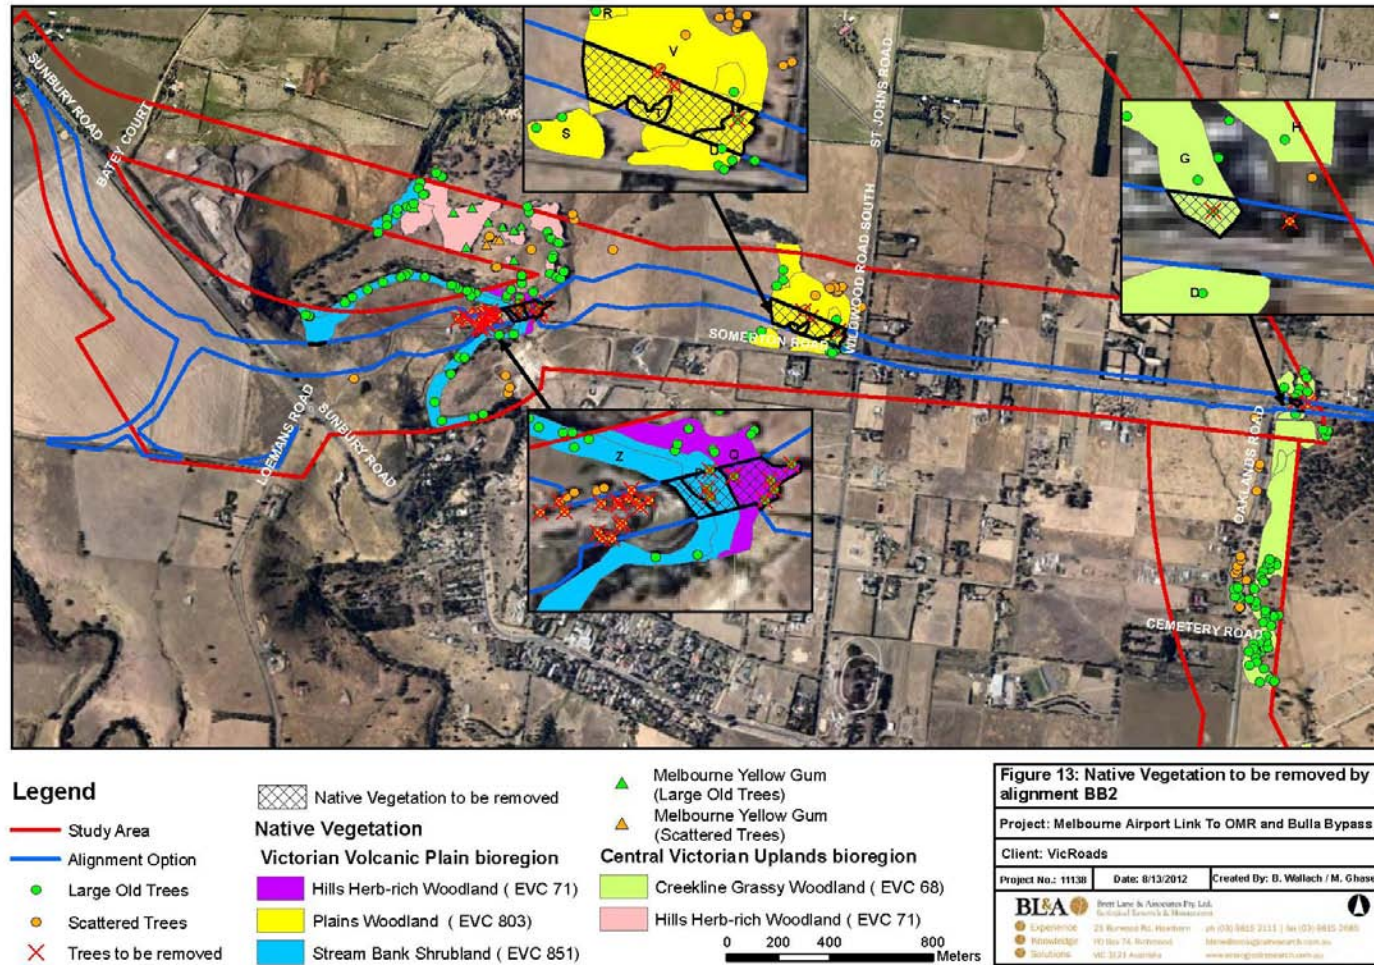 SUNBURY ROAD
BATEY COURT
ST JOHNS ROAD
WILDWOOD ROAD SOUTH
SOMERTON ROAD
LOEMANS ROAD
SUNBURY ROAD
OAKLANDS ROAD
CEMETERY ROAD
R
V
S
U
G
H
D
Z
O
Legend
Study Area
Alignment Option
Large Old Trees
Scattered Trees
Trees to be removed
Native Vegetation to be removed
Native Vegetation
Victorian Volcanic Plain bioregion
Hills Herb-rich Woodland ( EVC 71)
Plains Woodland ( EVC 803)
Stream Bank Shrubland ( EVC 851)
Melbourne Yellow Gum
(Large Old Trees)
Melbourne Yellow Gum
(Scattered Trees)
Central Victorian Uplands bioregion
Creekline Grassy Woodland ( EVC 68)
Hills Herb-rich Woodland ( EVC 71)
0 200 400 800
Meters
Figure 13: Native Vegetation to be removed by
alignment BB2
Project: Melbourne Airport Link To OMR and Bulla Bypass
Client: VicRoads
Project No.: 11138 Date: 8/13/2012 Created By: B. Wallach / M. Ghase
BL&A Brett Lane & Associates Pty. Ltd.
Experience
Knowledge
Solutions